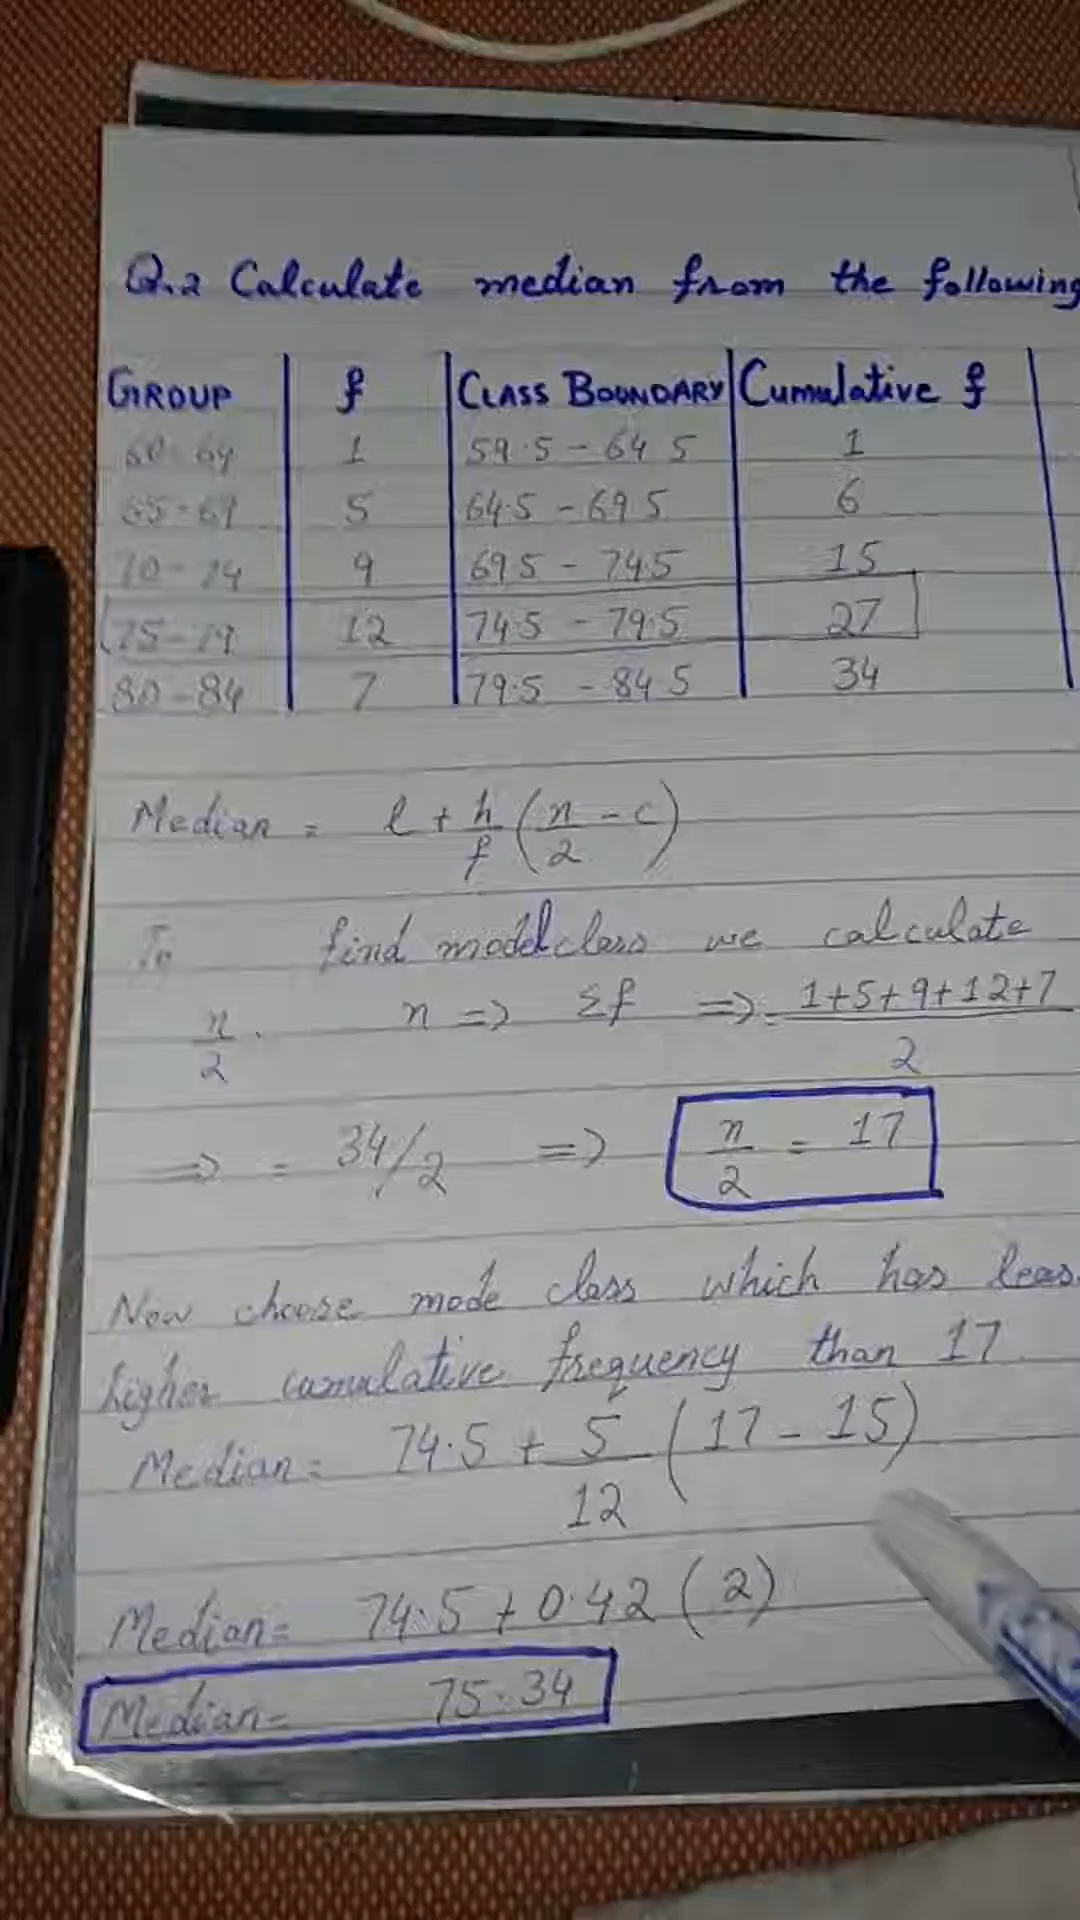 Q.2 Calculate median from the following
GROUP f CLASS BOUNDARY Cumulative f
60-64 1 59.5-64.5 1
65-69 5 64.5-69.5 6
70-74 9 69.5-74.5 15
75-79 12 74.5-79.5 27
80-84 7 79.5-84.5 34
Median = l + h/f (n/2 - c)
To find model class we calculate
n/2. n => Σf => 1+5+9+12+7 / 2
=> = 34/2 => n/2 = 17
Now choose mode class which has leas
higher cumulative frequency than 17
Median = 74.5 + 5/12 (17-15)
Median = 74.5 + 0.42 (2)
Median = 75.34